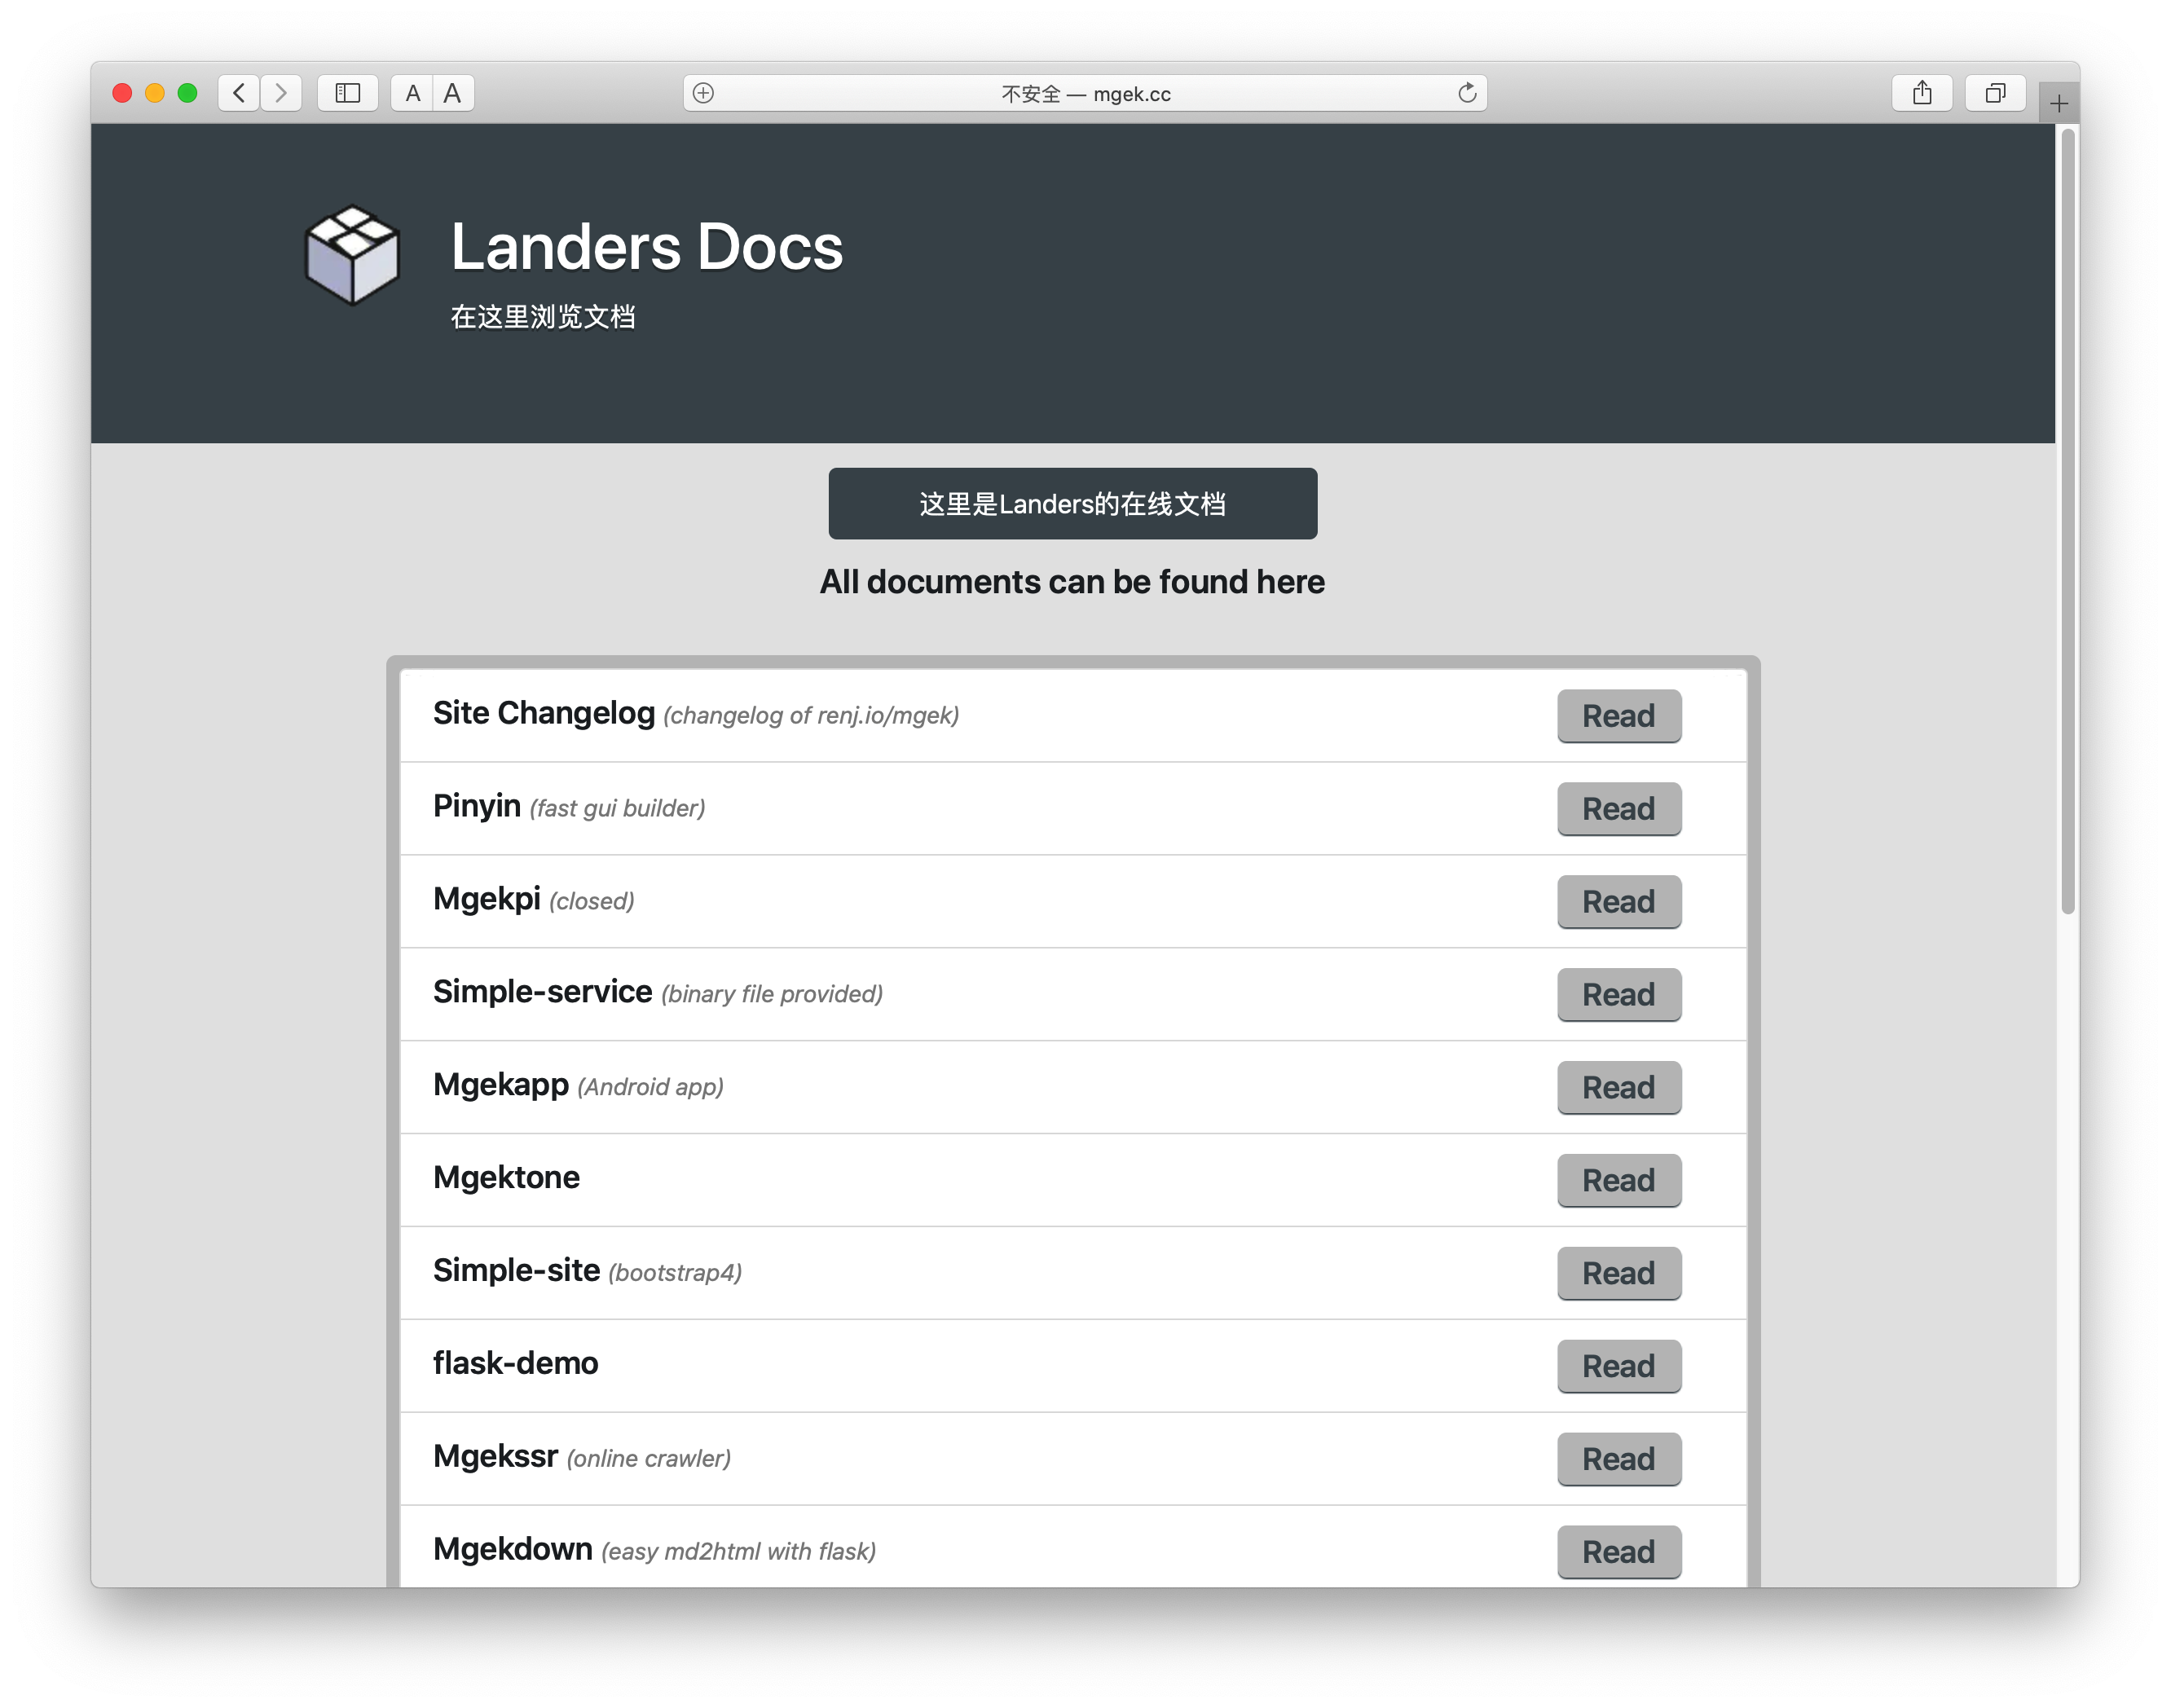 A A
不安全 — mgek.cc
Landers Docs
在这里浏览文档
这里是Landers的在线文档
All documents can be found here
Site Changelog (changelog of renj.io/mgek) Read
Pinyin (fast gui builder) Read
Mgekpi (closed) Read
Simple-service (binary file provided) Read
Mgekapp (Android app) Read
Mgektone Read
Simple-site (bootstrap4) Read
flask-demo Read
Mgekssr (online crawler) Read
Mgekdown (easy md2html with flask) Read